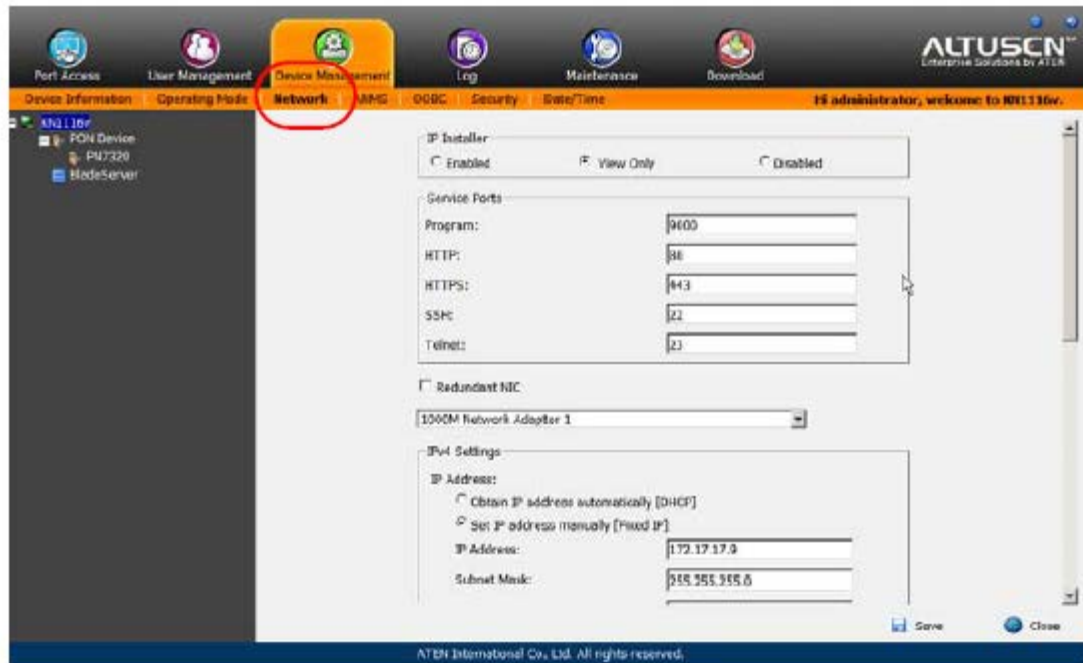 ALTUSCN
Enterprise Solutions by ATEN
Port Access
User Management
Device Management
Log
Maintenance
Download
Device Information
Operating Mode
Network
ANMS
OOBC
Security
Date/Time
Hi administrator, welcome to KN1116v.
KN1116v
PON Device
PN7320
BladeServer
IP Installer
Enabled
View Only
Disabled
Service Ports
Program: 9000
HTTP: 80
HTTPS: 443
SSH: 22
Telnet: 23
Redundant NIC
1000M Network Adapter 1
IPv4 Settings
IP Address:
Obtain IP address automatically [DHCP]
Set IP address manually [Fixed IP]
IP Address: 172.17.17.9
Subnet Mask: 255.255.255.0
Save
Close
ATEN International Co., Ltd. All rights reserved.